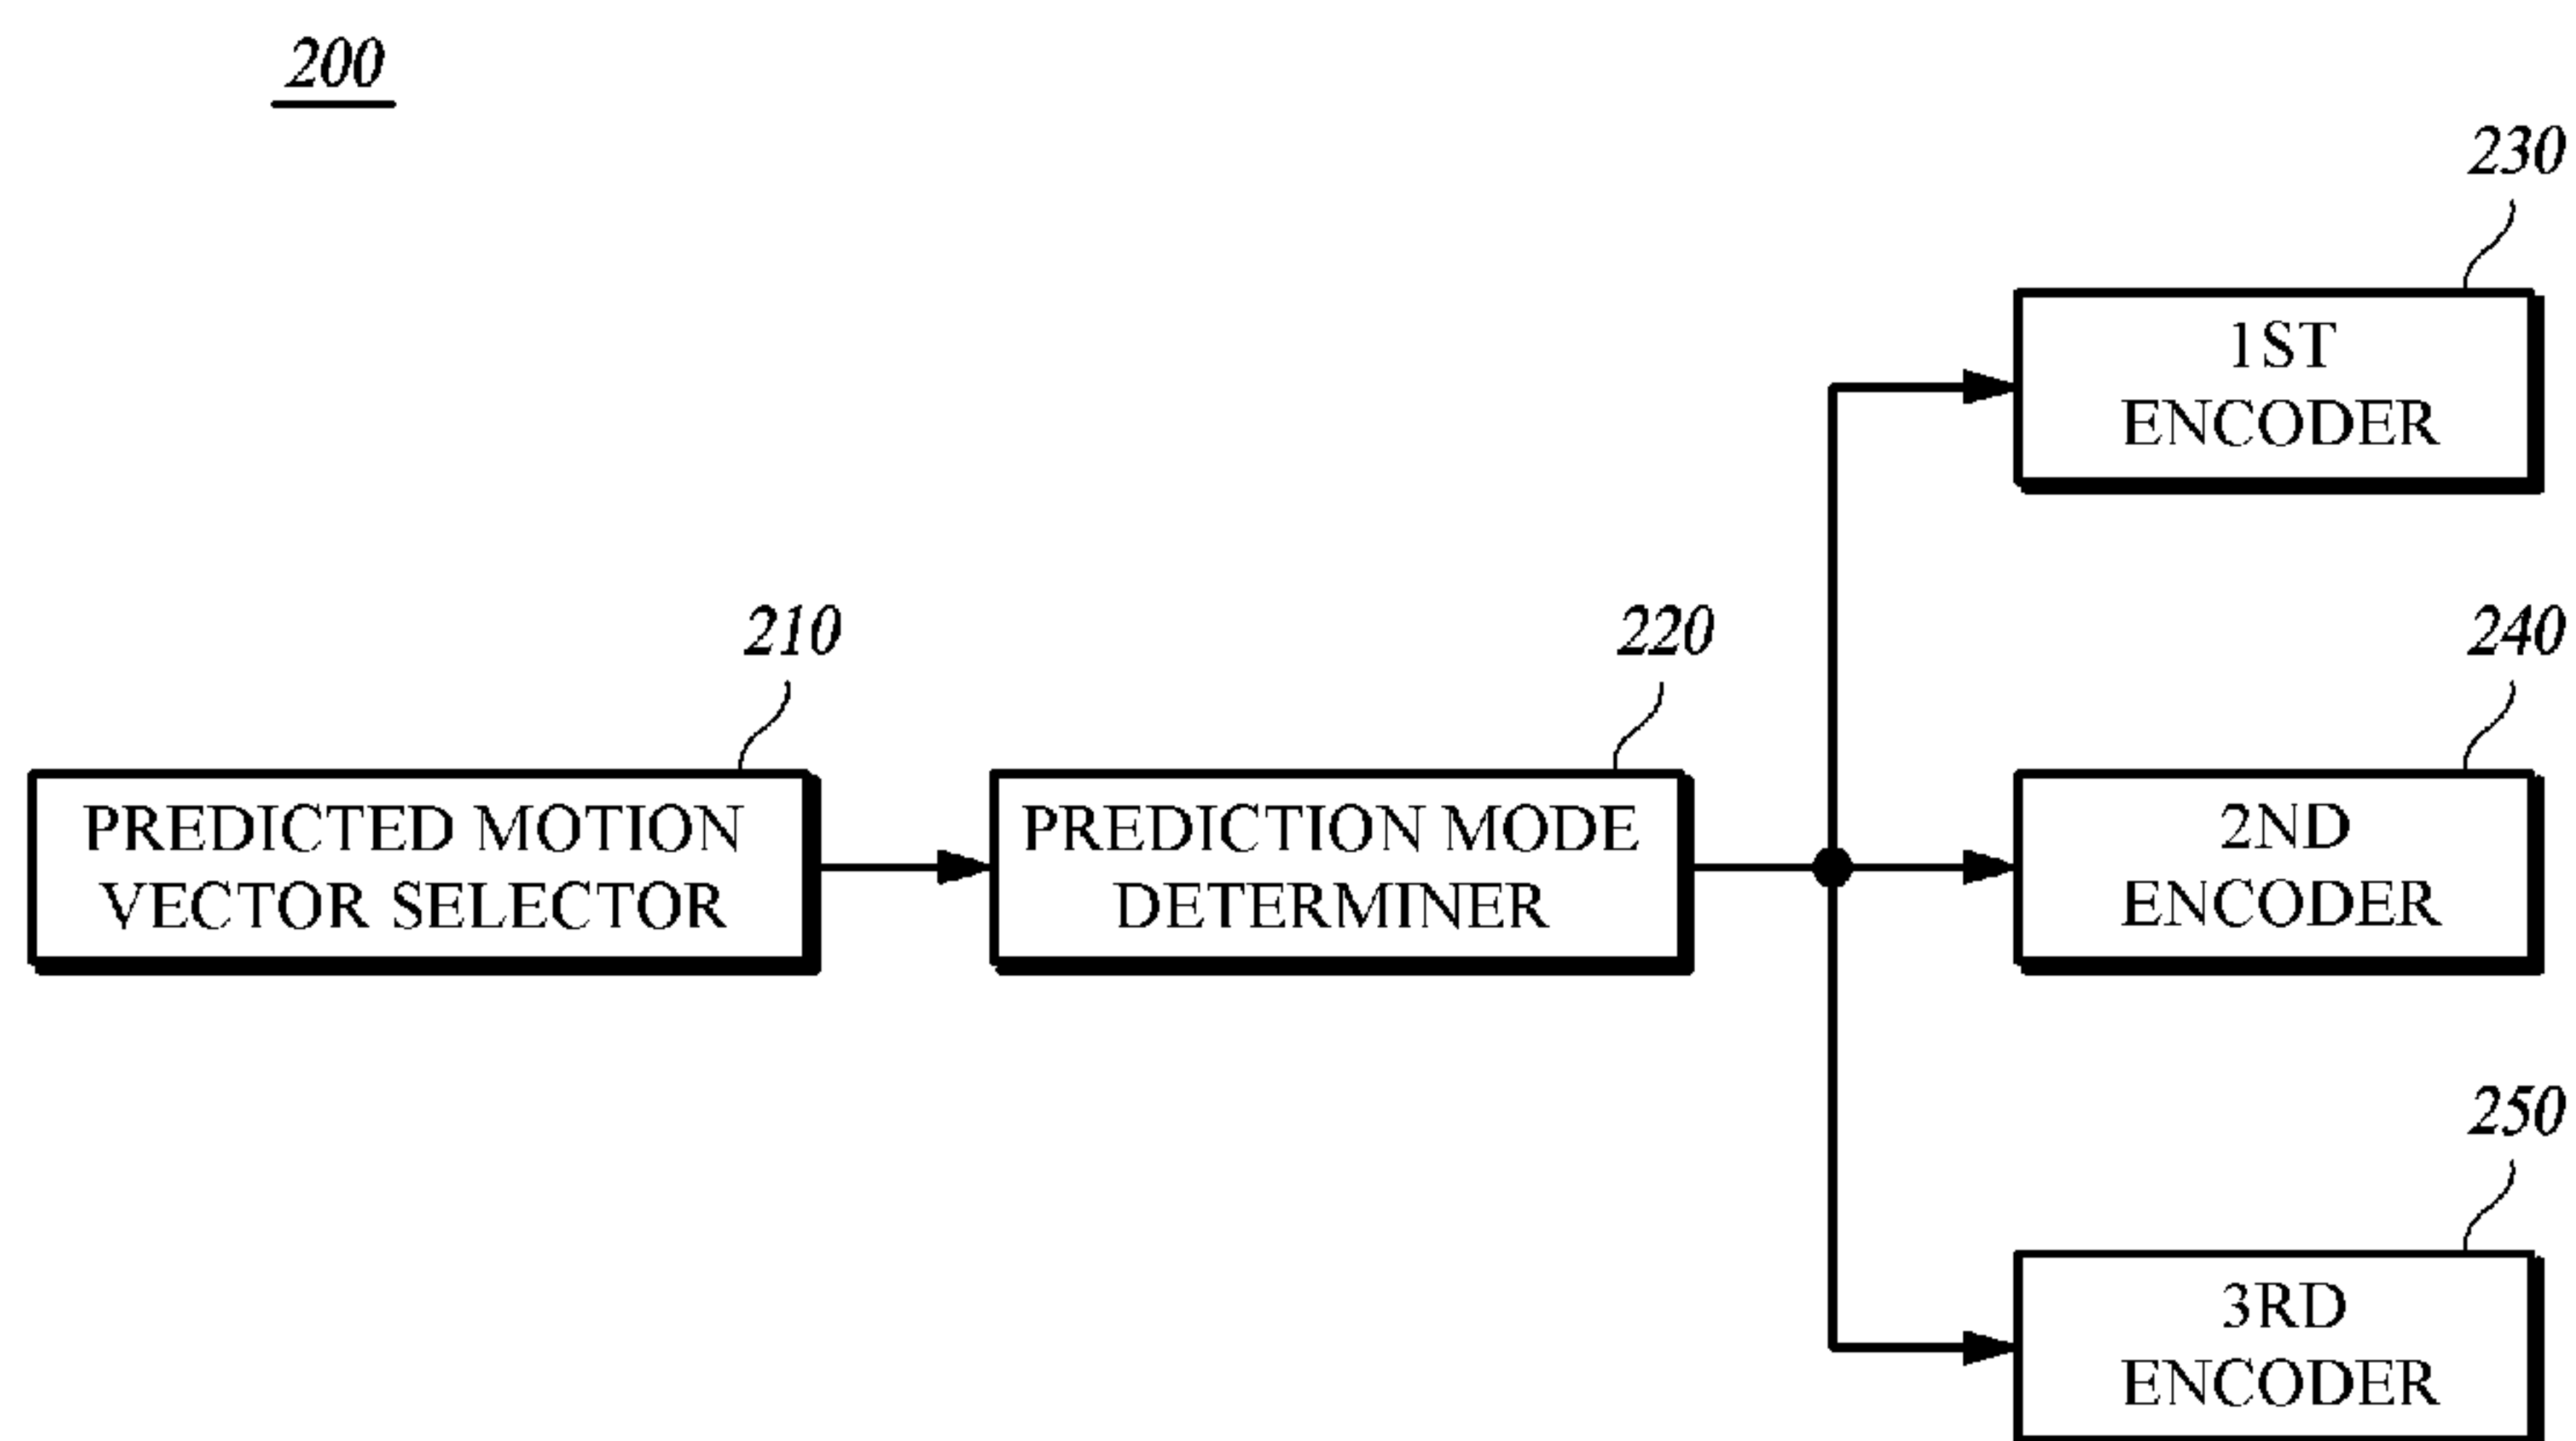 200
230
1ST
ENCODER
210
220
240
PREDICTED MOTION
VECTOR SELECTOR
PREDICTION MODE
DETERMINER
2ND
ENCODER
250
3RD
ENCODER